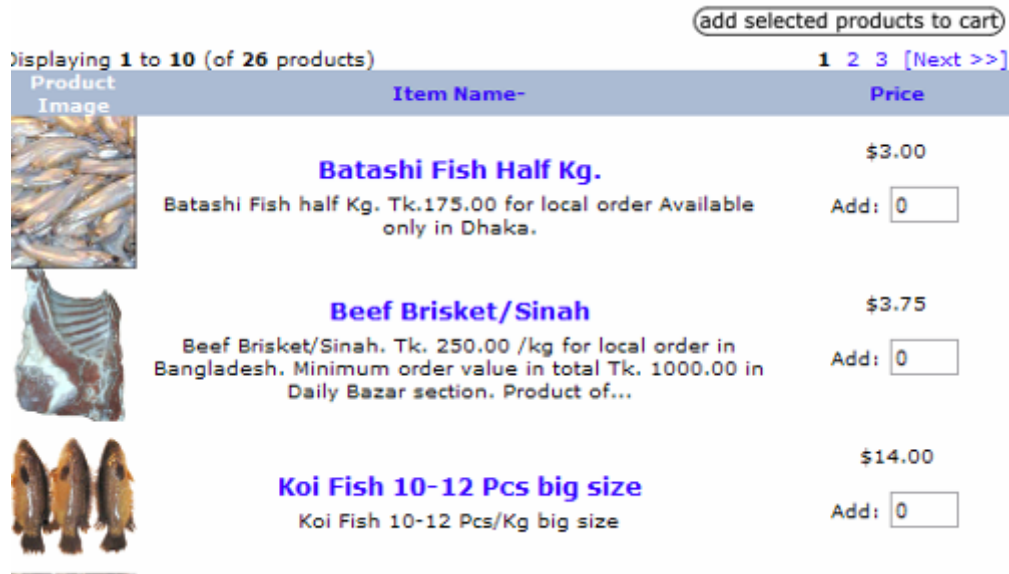 add selected products to cart
Displaying 1 to 10 (of 26 products)
1 2 3 [Next >>]
Product
Image
Item Name-
Price
$3.00
Batashi Fish Half Kg.
Batashi Fish half Kg. Tk.175.00 for local order Available
only in Dhaka.
Add: 0
$3.75
Beef Brisket/Sinah
Beef Brisket/Sinah. Tk. 250.00 /kg for local order in
Bangladesh. Minimum order value in total Tk. 1000.00 in
Daily Bazar section. Product of...
Add: 0
$14.00
Koi Fish 10-12 Pcs big size
Koi Fish 10-12 Pcs/Kg big size
Add: 0